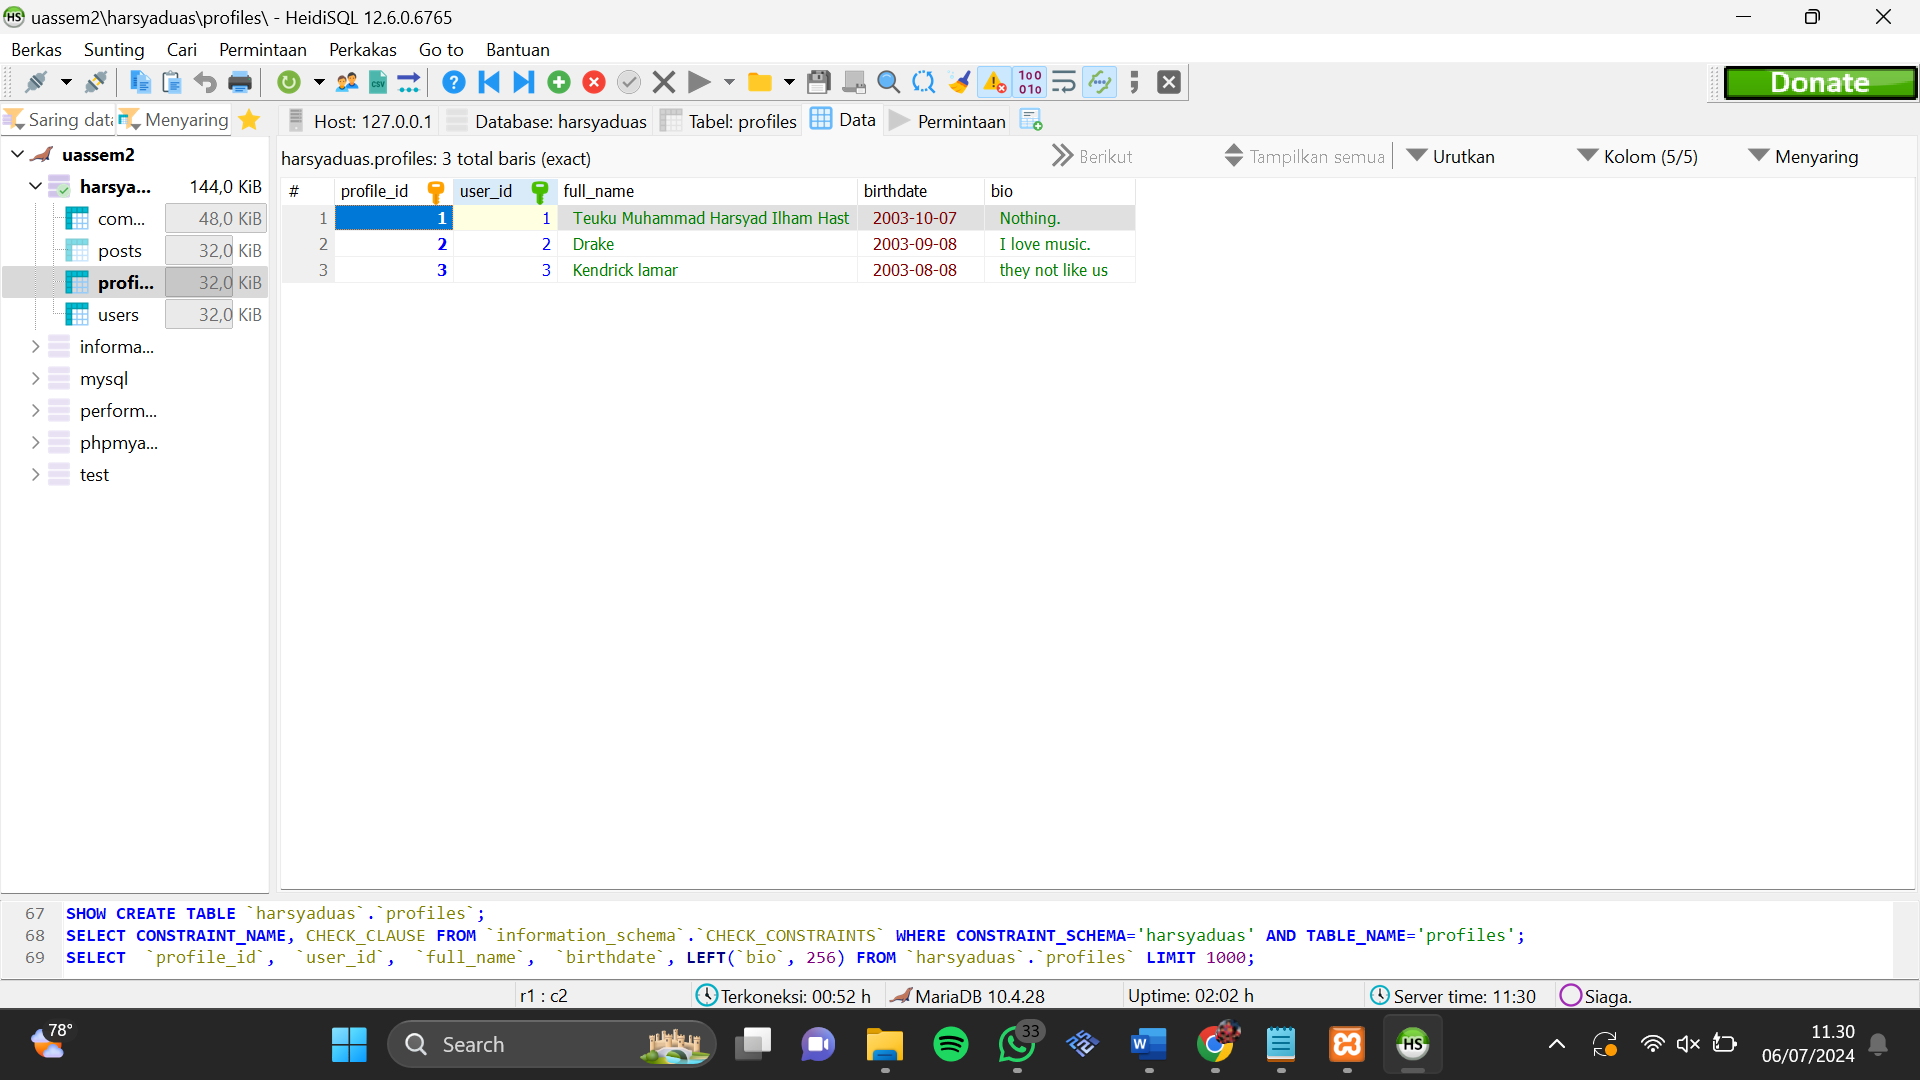 uassem2\harsyaduas\profiles\ - HeidiSQL 12.6.0.6765
Berkas Sunting Cari Permintaan Perkakas Go to Bantuan
Donate
Saring data Menyaring
Host: 127.0.0.1 Database: harsyaduas Tabel: profiles Data Permintaan
harsyaduas.profiles: 3 total baris (exact) Berikut Tampilkan semua Urutkan Kolom (5/5) Menyaring
uassem2
harsya... 144,0 KiB
com... 48,0 KiB
posts 32,0 KiB
profi... 32,0 KiB
users 32,0 KiB
informa...
mysql
perform...
phpmya...
test
# profile_id user_id full_name birthdate bio
1 1 1 Teuku Muhammad Harsyad Ilham Hast 2003-10-07 Nothing.
2 2 2 Drake 2003-09-08 I love music.
3 3 3 Kendrick lamar 2003-08-08 they not like us
67 SHOW CREATE TABLE `harsyaduas`.`profiles`;
68 SELECT CONSTRAINT_NAME, CHECK_CLAUSE FROM `information_schema`.`CHECK_CONSTRAINTS` WHERE CONSTRAINT_SCHEMA='harsyaduas' AND TABLE_NAME='profiles';
69 SELECT `profile_id`, `user_id`, `full_name`, `birthdate`, LEFT(`bio`, 256) FROM `harsyaduas`.`profiles` LIMIT 1000;
r1 : c2 Terkoneksi: 00:52 h MariaDB 10.4.28 Uptime: 02:02 h Server time: 11:30 Siaga.
78° Search 33 11.30
06/07/2024